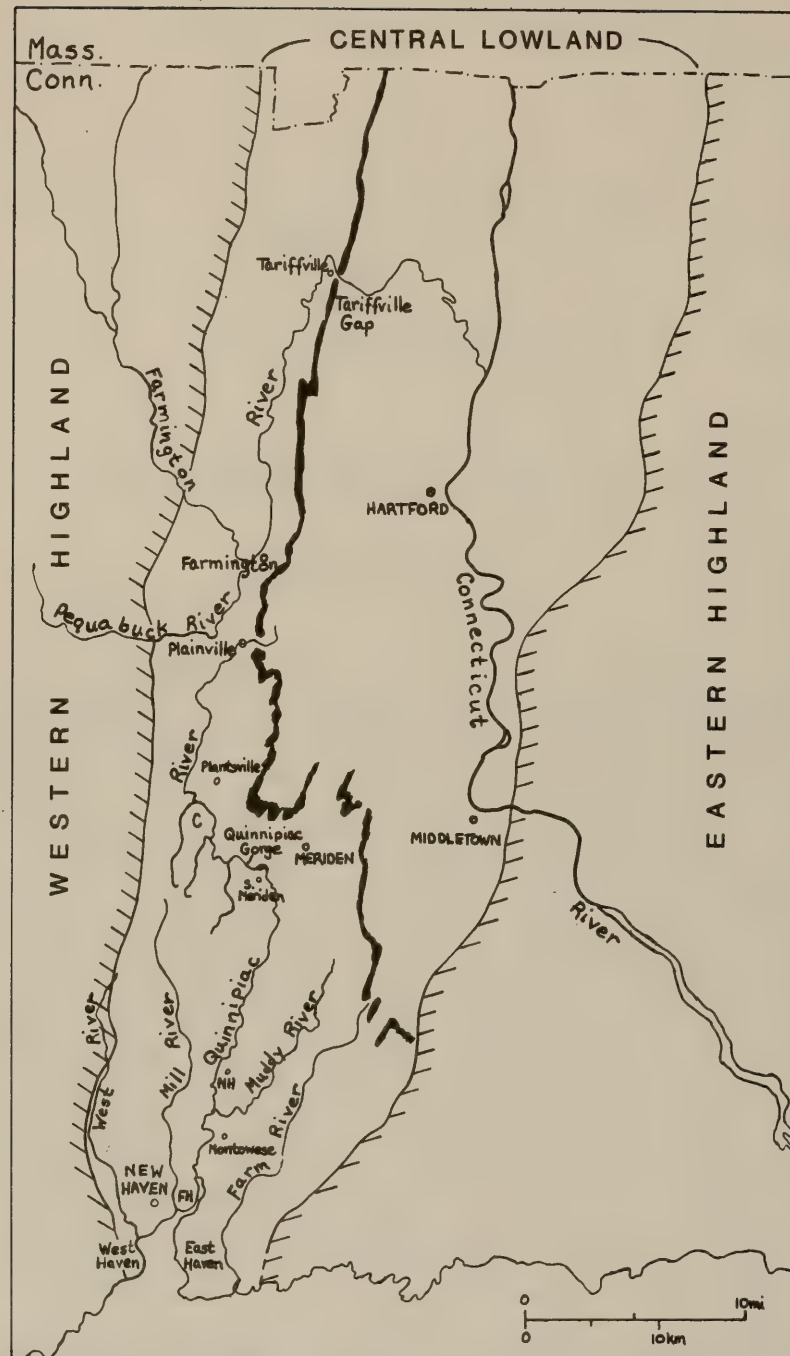 CENTRAL LOWLAND
Mass.
Conn.
Tariffville
Tariffville
Gap
WESTERN HIGHLAND
EASTERN HIGHLAND
Farmington
River
HARTFORD
Farmington
Pequabuck River
Plainville
Connecticut
River
River
Plantsville
C
Quinnipiac
Gorge
MERIDEN
S.
Meriden
MIDDLETOWN
West River
Mill River
Quinnipiac
Muddy River
NH
Montowese
Farm River
NEW
HAVEN
FH
West
Haven
East
Haven
0 10mi
0 10km